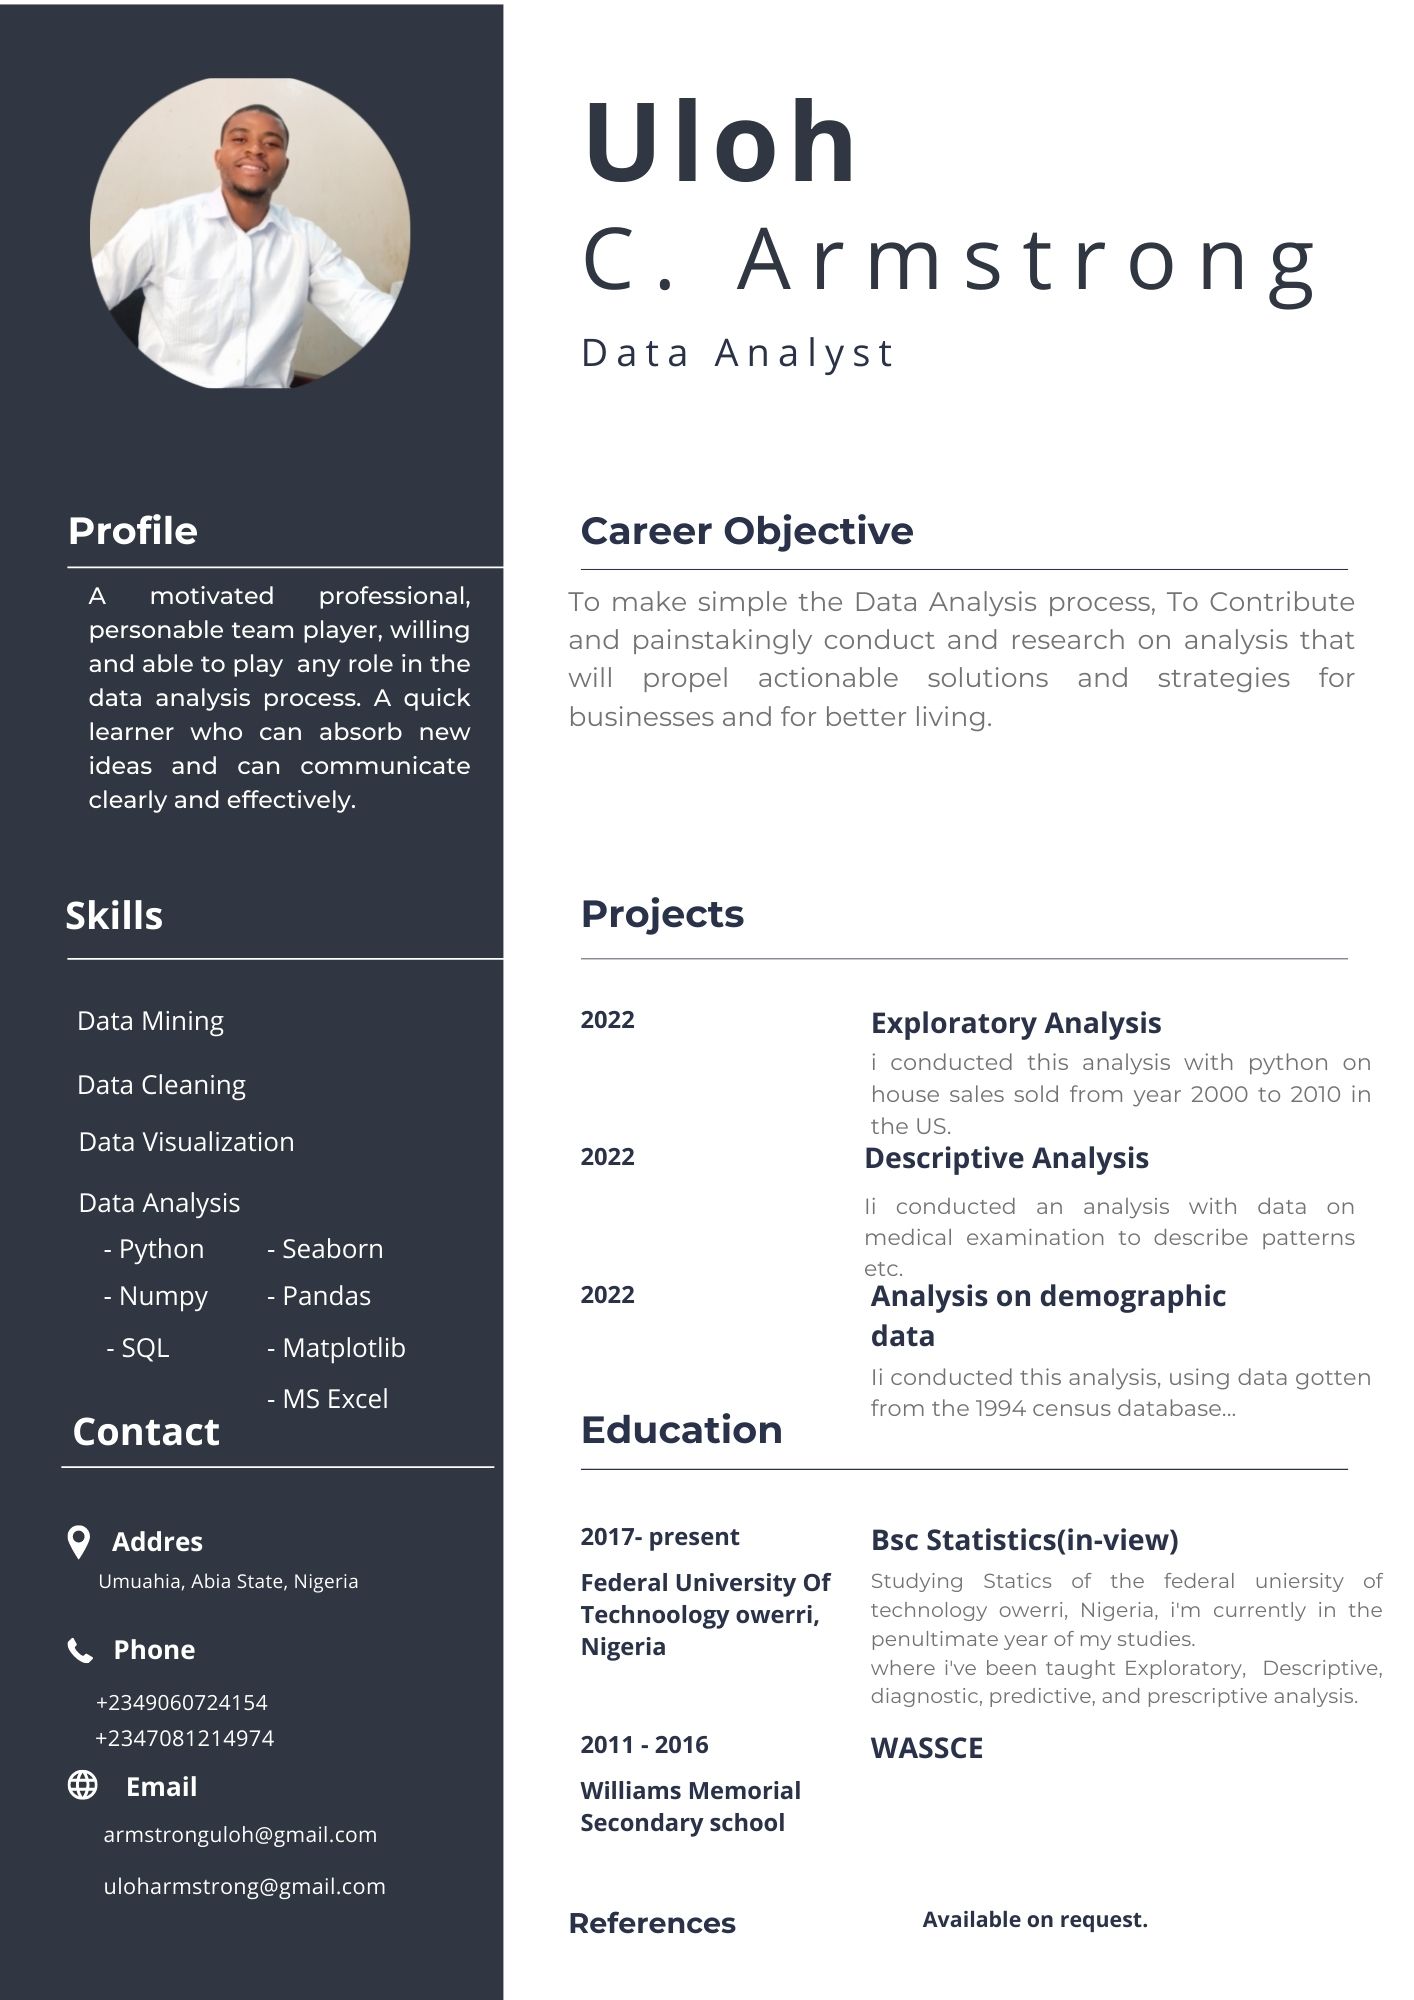 Uloh
C. Armstrong
Data Analyst
Profile
A motivated professional,
personable team player, willing
and able to play any role in the
data analysis process. A quick
learner who can absorb new
ideas and can communicate
clearly and effectively.
Skills
Data Mining
Data Cleaning
Data Visualization
Data Analysis
- Python
- Seaborn
- Numpy
- Pandas
- SQL
- Matplotlib
- MS Excel
Contact
Addres
Umuahia, Abia State, Nigeria
Phone
+2349060724154
+2347081214974
Email
armstronguloh@gmail.com
uloharmstrong@gmail.com
Career Objective
To make simple the Data Analysis process, To Contribute
and painstakingly conduct and research on analysis that
will propel actionable solutions and strategies for
businesses and for better living.
Projects
2022
Exploratory Analysis
i conducted this analysis with python on
house sales sold from year 2000 to 2010 in
the US.
2022
Descriptive Analysis
Ii conducted an analysis with data on
medical examination to describe patterns
etc.
2022
Analysis on demographic
data
Ii conducted this analysis, using data gotten
from the 1994 census database...
Education
2017- present
Federal University Of
Technoology owerri,
Nigeria
Bsc Statistics(in-view)
Studying Statics of the federal uniersity of
technology owerri, Nigeria, i'm currently in the
penultimate year of my studies.
where i've been taught Exploratory, Descriptive,
diagnostic, predictive, and prescriptive analysis.
2011 - 2016
Williams Memorial
Secondary school
WASSCE
References
Available on request.